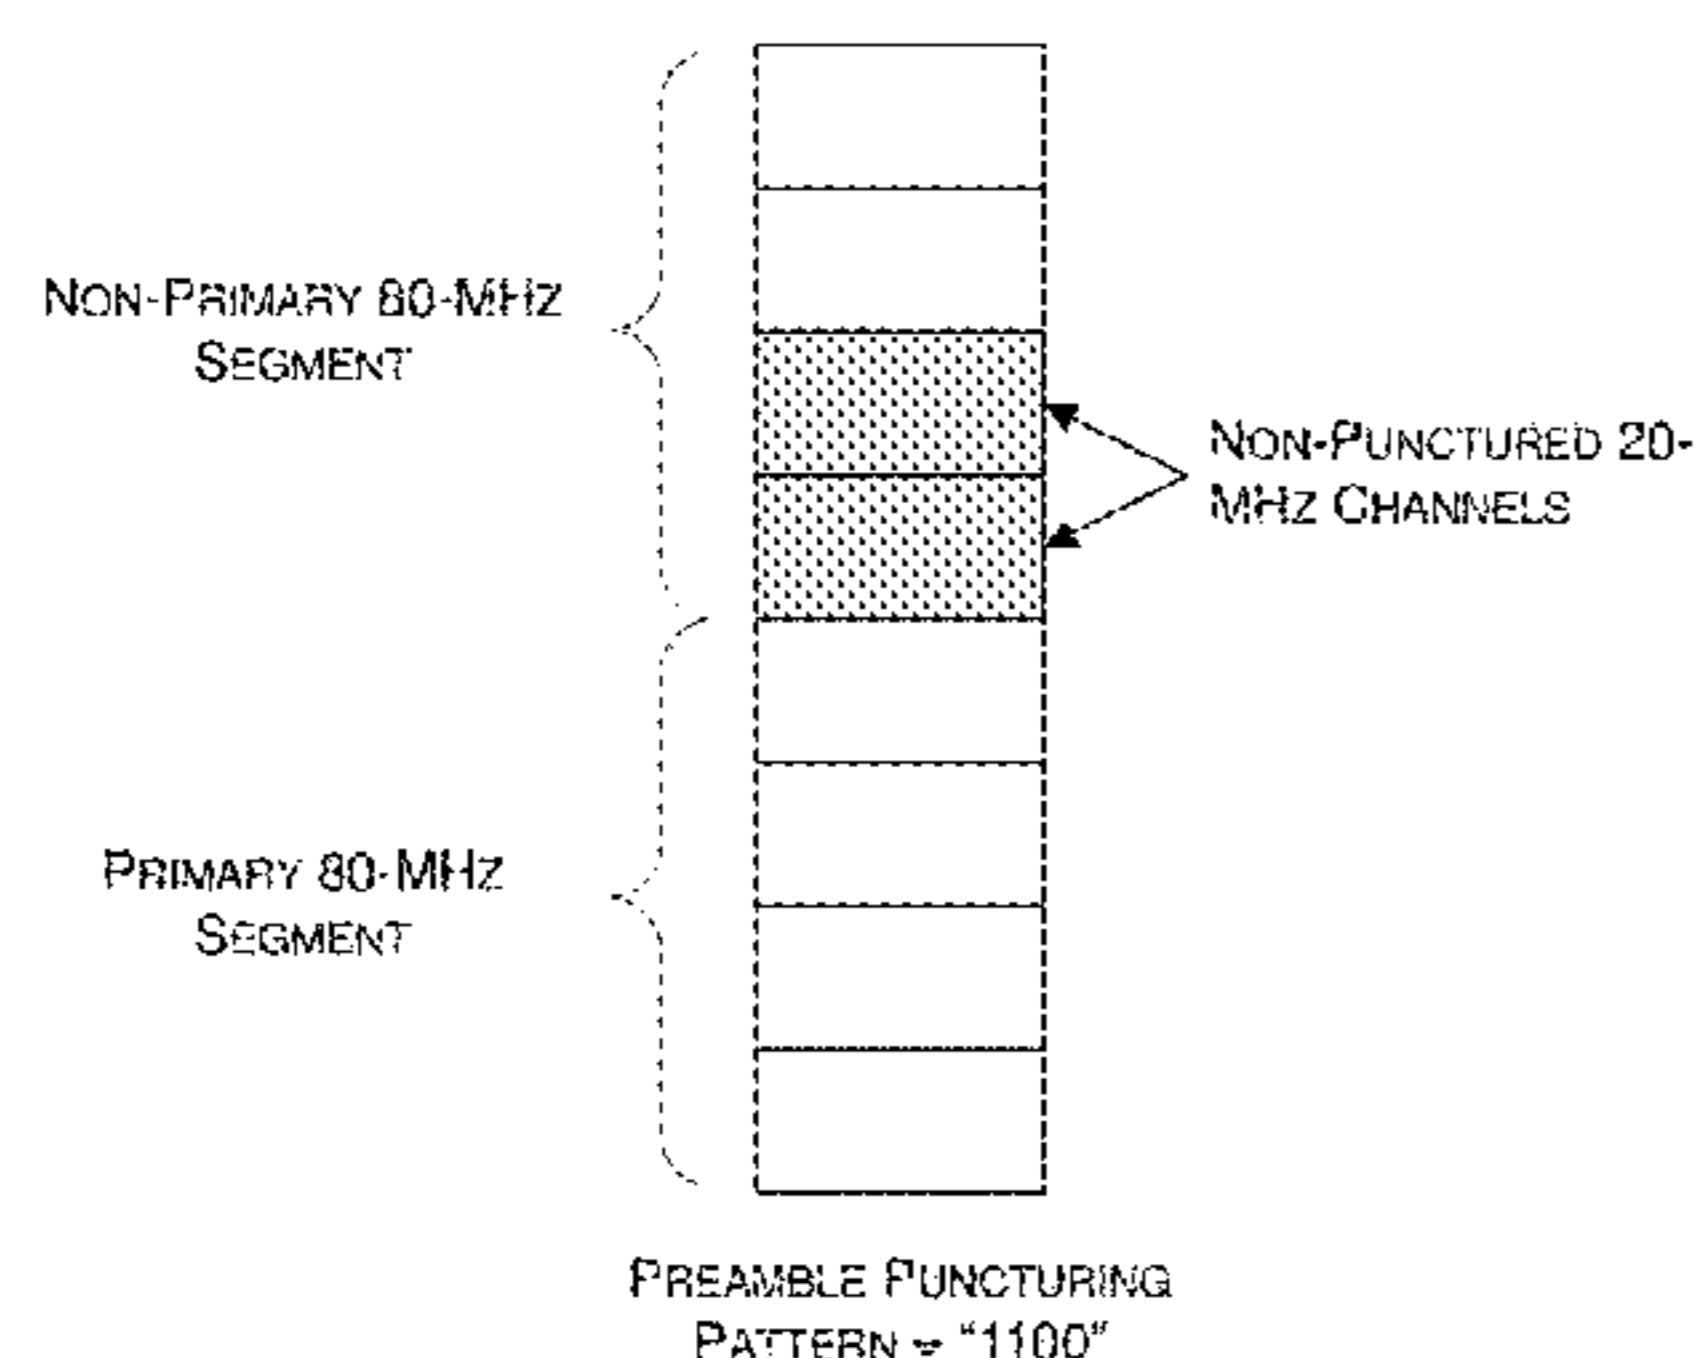 NON-PRIMARY 80-MHZ
SEGMENT
NON-PUNCTURED 20-
MHZ CHANNELS
PRIMARY 80-MHZ
SEGMENT
PREAMBLE PUNCTURING
PATTERN = "1100"